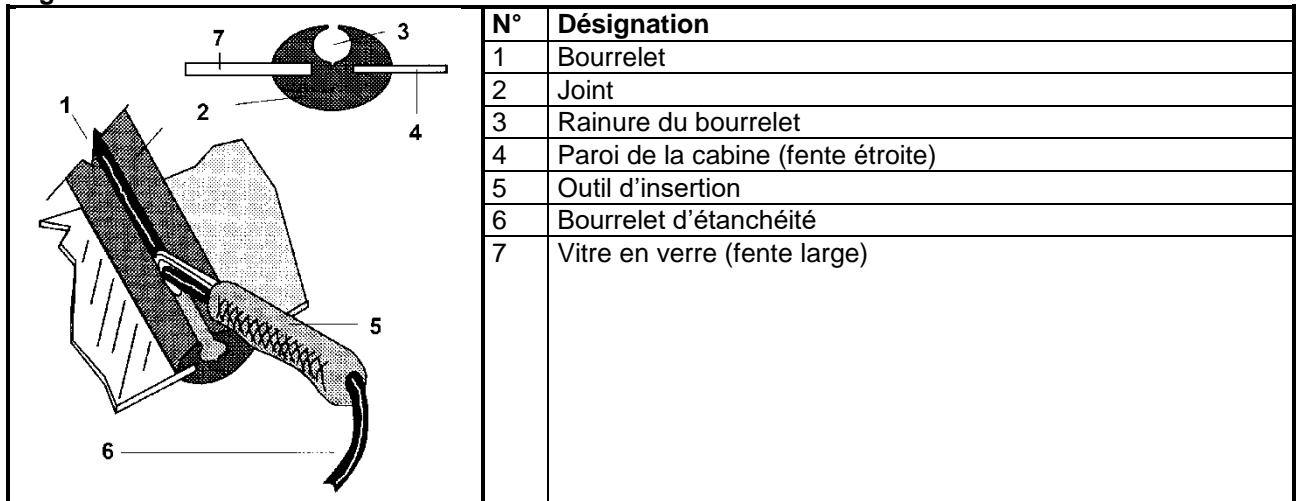 7
3
1
2
4
5
6
N° Désignation
1 Bourrelet
2 Joint
3 Rainure du bourrelet
4 Paroi de la cabine (fente étroite)
5 Outil d’insertion
6 Bourrelet d’étanchéité
7 Vitre en verre (fente large)